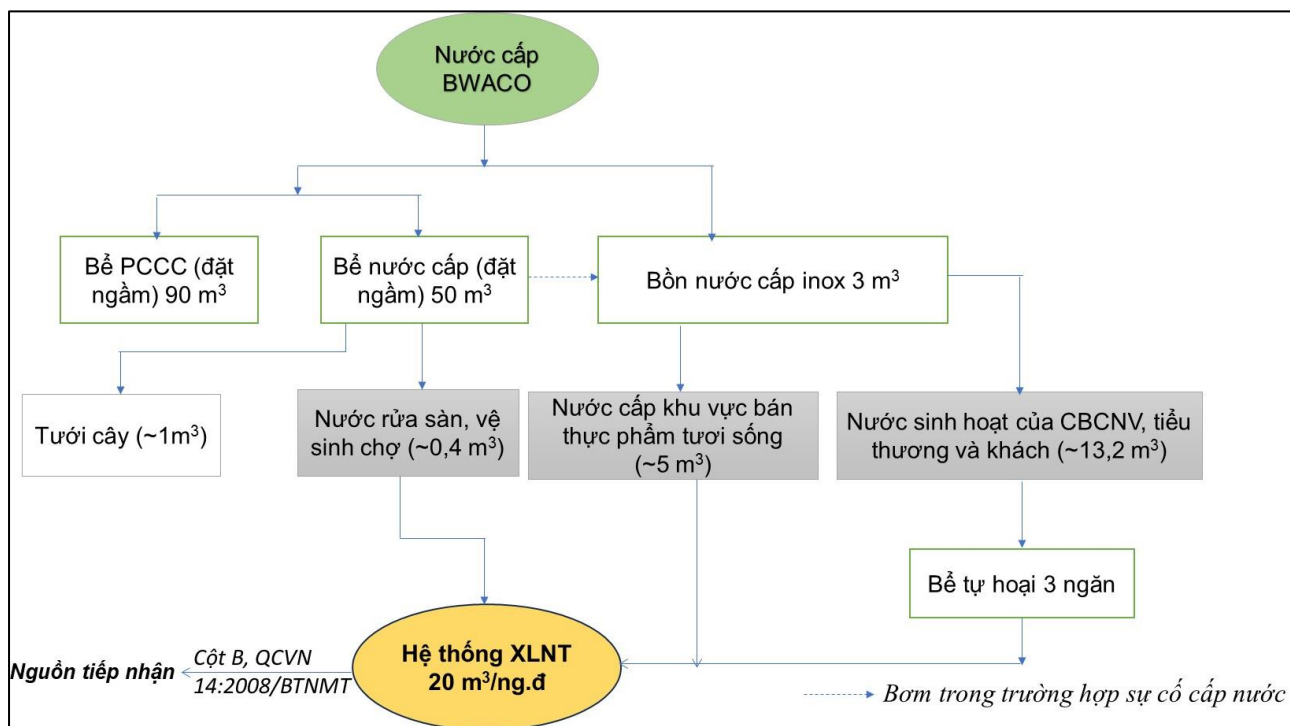 Nước cấp
BWACO
Bể PCCC (đặt
ngầm) 90 m³
Bể nước cấp (đặt
ngầm) 50 m³
Bồn nước cấp inox 3 m³
Tưới cây (~1m³)
Nước rửa sàn, vệ
sinh chợ (~0,4 m³)
Nước cấp khu vực bán
thực phẩm tươi sống
(~5 m³)
Nước sinh hoạt của CBCNV, tiểu
thương và khách (~13,2 m³)
Bể tự hoại 3 ngăn
Hệ thống XLNT
20 m³/ng.đ
Cột B, QCVN
14:2008/BTNMT
Nguồn tiếp nhận
Bơm trong trường hợp sự cố cấp nước